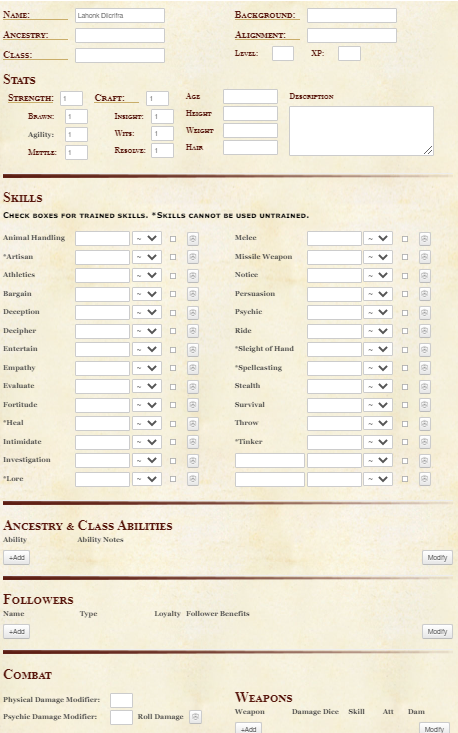 Name: Lahonk Dlcrifra Background:
Ancestry: Alignment:
Class: Level: XP:
Stats
Strength: 1 Craft: 1 Age Description
Brawn: 1 Insight: 1 Height
Agility: 1 Wits: 1 Weight
Mettle: 1 Resolve: 1 Hair
Skills
Check boxes for trained skills. *Skills cannot be used untrained.
Animal Handling ~ Melee ~
*Artisan ~ Missile Weapon ~
Athletics ~ Notice ~
Bargain ~ Persuasion ~
Deception ~ Psychic ~
Decipher ~ Ride ~
Entertain ~ *Sleight of Hand ~
Empathy ~ *Spellcasting ~
Evaluate ~ Stealth ~
Fortitude ~ Survival ~
*Heal ~ Throw ~
Intimidate ~ *Tinker ~
Investigation ~ ~
*Lore ~ ~
Ancestry & Class Abilities
Ability Ability Notes
+Add Modify
Followers
Name Type Loyalty Follower Benefits
+Add Modify
Combat
Physical Damage Modifier:
Psychic Damage Modifier: Roll Damage
Weapons
Weapon Damage Dice Skill Att Dam
+Add Modify